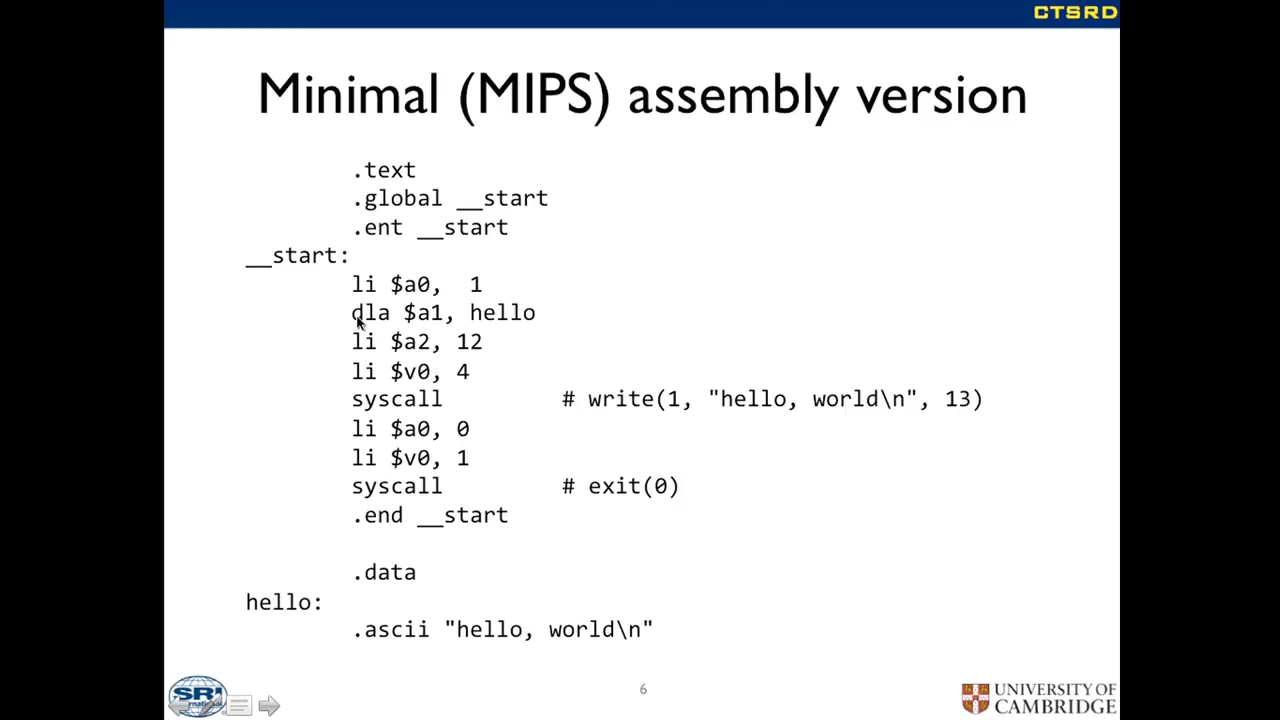 CTSRD
Minimal (MIPS) assembly version
.text
.global __start
.ent __start
__start:
li $a0,  1
dla $a1, hello
li $a2, 12
li $v0, 4
syscall         # write(1, "hello, world\n", 13)
li $a0, 0
li $v0, 1
syscall         # exit(0)
.end __start
.data
hello:
.ascii "hello, world\n"
SRI
6
UNIVERSITY OF
CAMBRIDGE